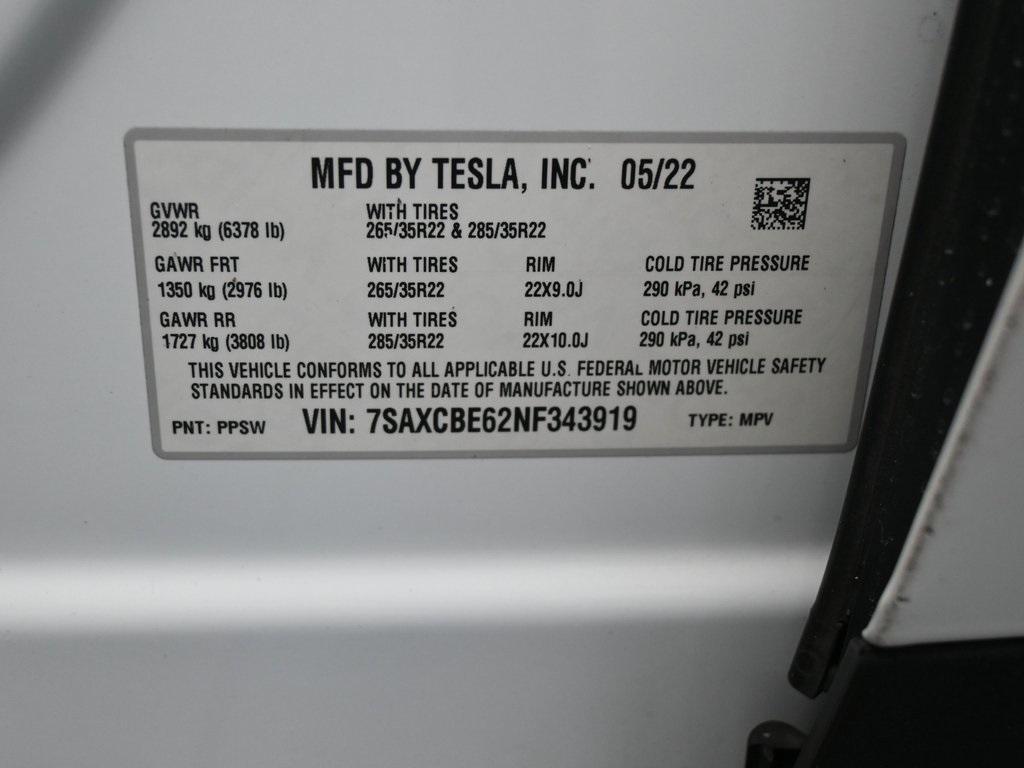 MFD BY TESLA, INC. 05/22
GVWR WITH TIRES
2892 kg (6378 lb) 265/35R22 & 285/35R22
GAWR FRT WITH TIRES RIM COLD TIRE PRESSURE
1350 kg (2976 lb) 265/35R22 22X9.0J 290 kPa, 42 psi
GAWR RR WITH TIRES RIM COLD TIRE PRESSURE
1727 kg (3808 lb) 285/35R22 22X10.0J 290 kPa, 42 psi
THIS VEHICLE CONFORMS TO ALL APPLICABLE U.S. FEDERAL MOTOR VEHICLE SAFETY
STANDARDS IN EFFECT ON THE DATE OF MANUFACTURE SHOWN ABOVE.
PNT: PPSW VIN: 7SAXCBE62NF343919 TYPE: MPV